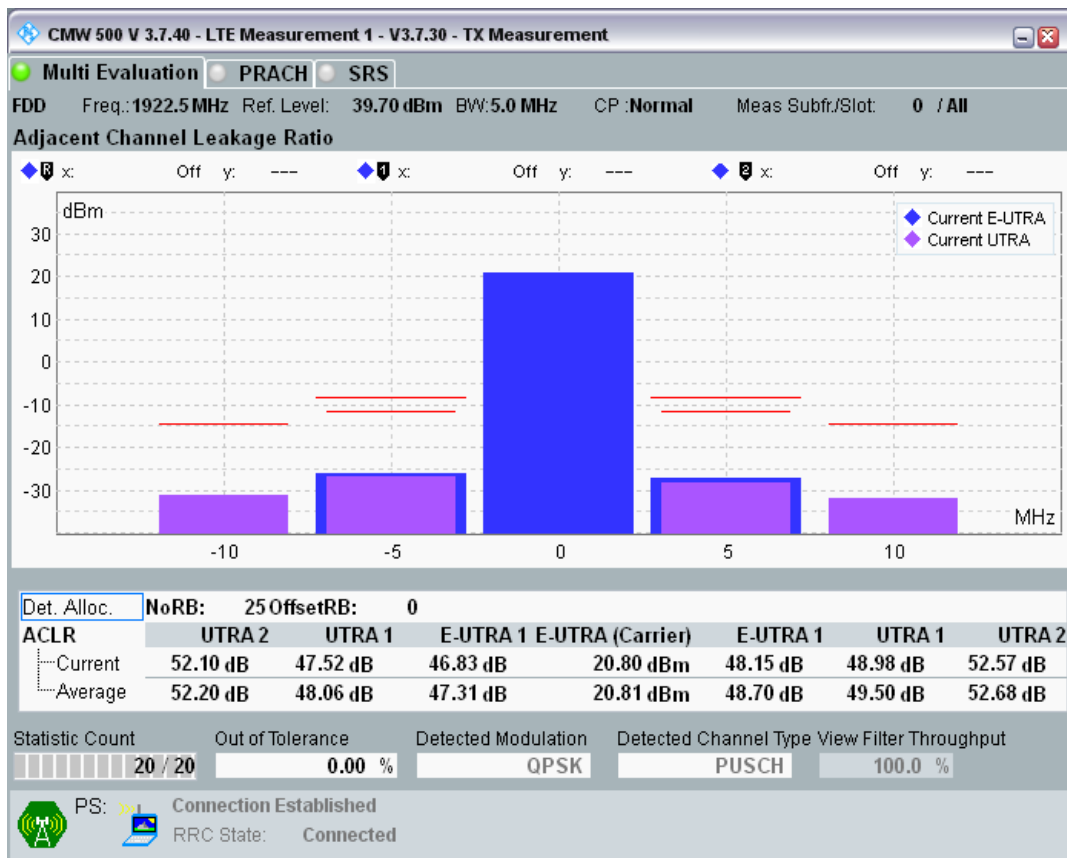 CMW 500 V 3.7.40 - LTE Measurement 1 - V3.7.30 - TX Measurement
Multi Evaluation PRACH SRS
FDD Freq.: 1922.5 MHz Ref. Level: 39.70 dBm BW: 5.0 MHz CP : Normal Meas Subfr./Slot: 0 / All
Adjacent Channel Leakage Ratio
R x: Off y: --- 1 x: Off y: --- 2 x: Off y: ---
dBm
Current E-UTRA
Current UTRA
30
20
10
0
-10
-20
-30
MHz
-10 -5 0 5 10
Det. Alloc. NoRB: 25 OffsetRB: 0
ACLR UTRA 2 UTRA 1 E-UTRA 1 E-UTRA (Carrier) E-UTRA 1 UTRA 1 UTRA 2
Current 52.10 dB 47.52 dB 46.83 dB 20.80 dBm 48.15 dB 48.98 dB 52.57 dB
Average 52.20 dB 48.06 dB 47.31 dB 20.81 dBm 48.70 dB 49.50 dB 52.68 dB
Statistic Count Out of Tolerance Detected Modulation Detected Channel Type View Filter Throughput
20 / 20 0.00 % QPSK PUSCH 100.0 %
PS: Connection Established
RRC State: Connected